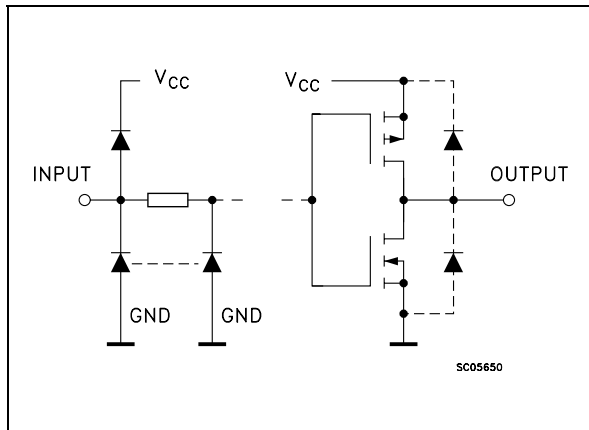 VCC
VCC
INPUT
OUTPUT
GND
GND
SC05650